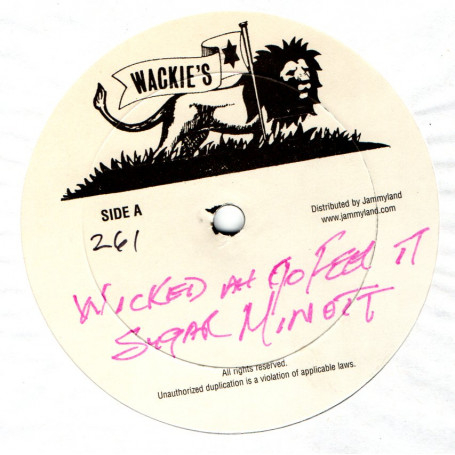 WACKIE'S
SIDE A
261
Distributed by Jammyland
www.jammyland.com
WICKED AH GO FEEL IT
SUGAR MINOTT
All rights reserved.
Unauthorized duplication is a violation of applicable laws.